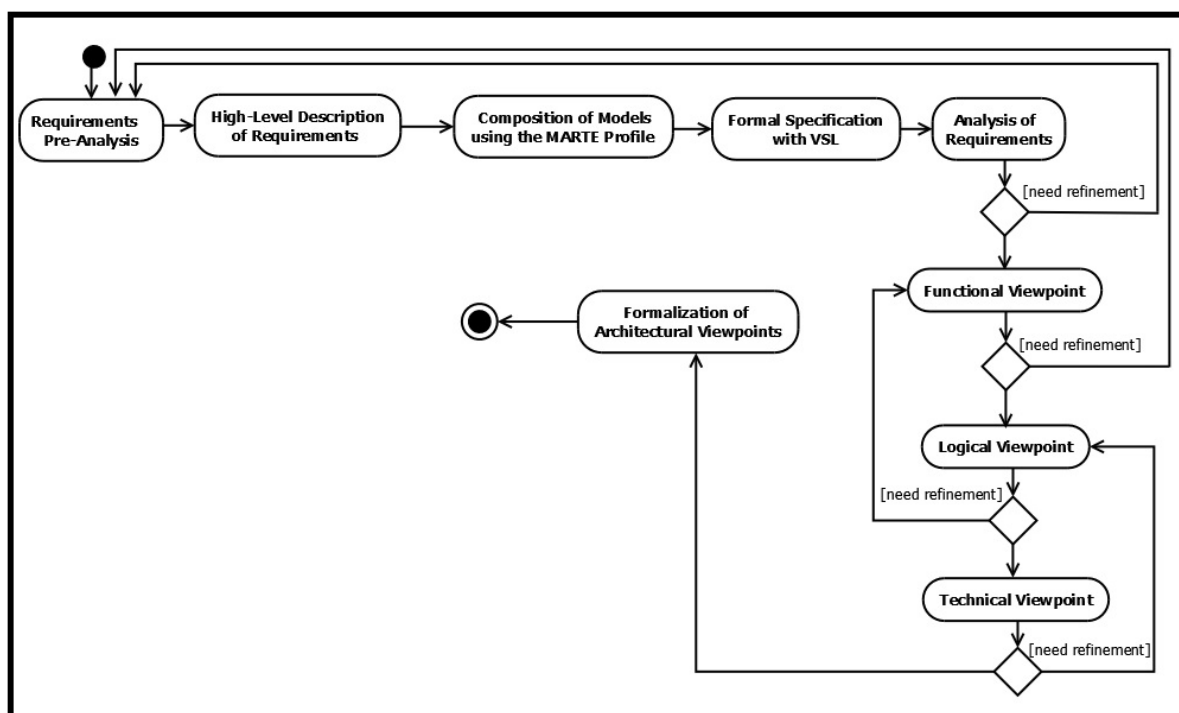 Requirements
Pre-Analysis
High-Level Description
of Requirements
Composition of Models
using the MARTE Profile
Formal Specification
with VSL
Analysis of
Requirements
[need refinement]
Functional Viewpoint
[need refinement]
Formalization of
Architectural Viewpoints
Logical Viewpoint
[need refinement]
Technical Viewpoint
[need refinement]